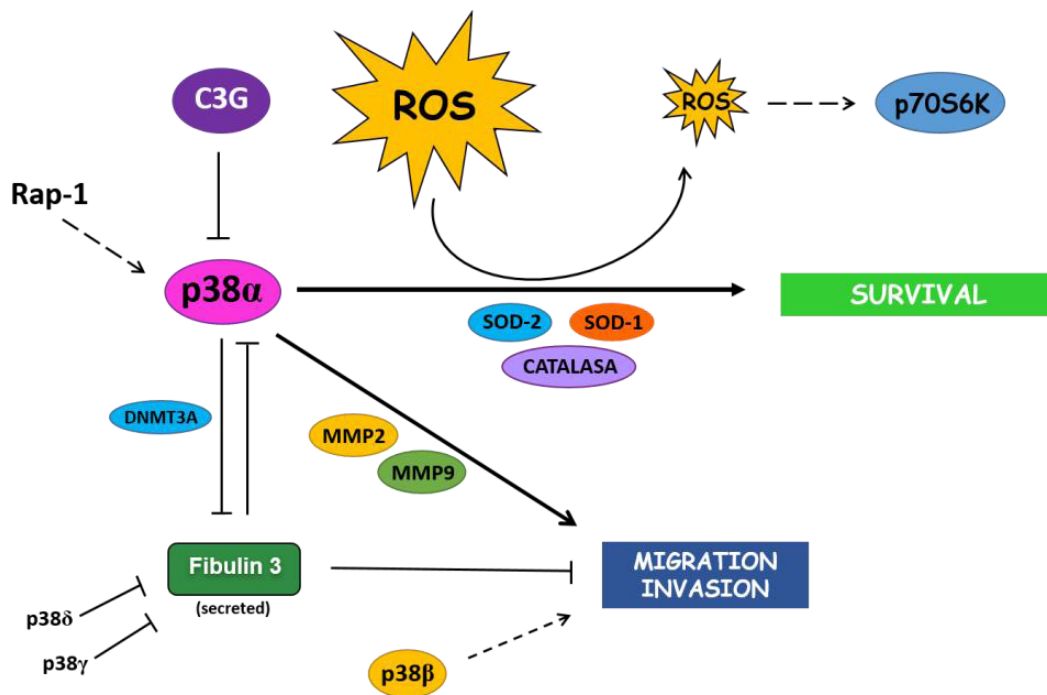 C3G
ROS
ROS
p70S6K
Rap-1
p38α
SURVIVAL
SOD-2
SOD-1
CATALASA
DNMT3A
MMP2
MMP9
Fibulin 3
(secreted)
MIGRATION
INVASION
p38δ
p38γ
p38β